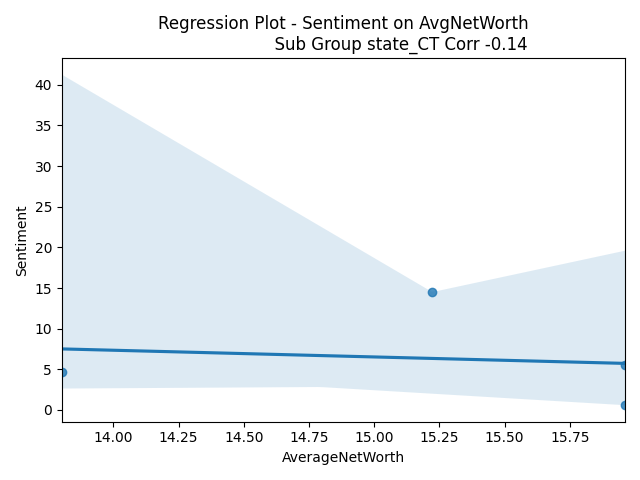 Regression Plot - Sentiment on AvgNetWorth
Sub Group state_CT Corr -0.14
40
35
30
25
20
15
10
5
0
Sentiment
14.00 14.25 14.50 14.75 15.00 15.25 15.50 15.75
AverageNetWorth